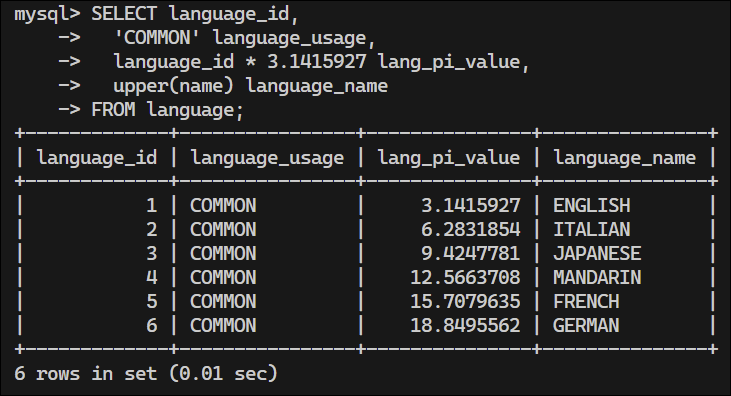 mysql> SELECT language_id,
    ->   'COMMON' language_usage,
    ->   language_id * 3.1415927 lang_pi_value,
    ->   upper(name) language_name
    -> FROM language;
+-------------+----------------+---------------+---------------+
| language_id | language_usage | lang_pi_value | language_name |
+-------------+----------------+---------------+---------------+
|           1 | COMMON         |     3.1415927 | ENGLISH       |
|           2 | COMMON         |     6.2831854 | ITALIAN       |
|           3 | COMMON         |     9.4247781 | JAPANESE      |
|           4 | COMMON         |    12.5663708 | MANDARIN      |
|           5 | COMMON         |    15.7079635 | FRENCH        |
|           6 | COMMON         |    18.8495562 | GERMAN        |
+-------------+----------------+---------------+---------------+
6 rows in set (0.01 sec)